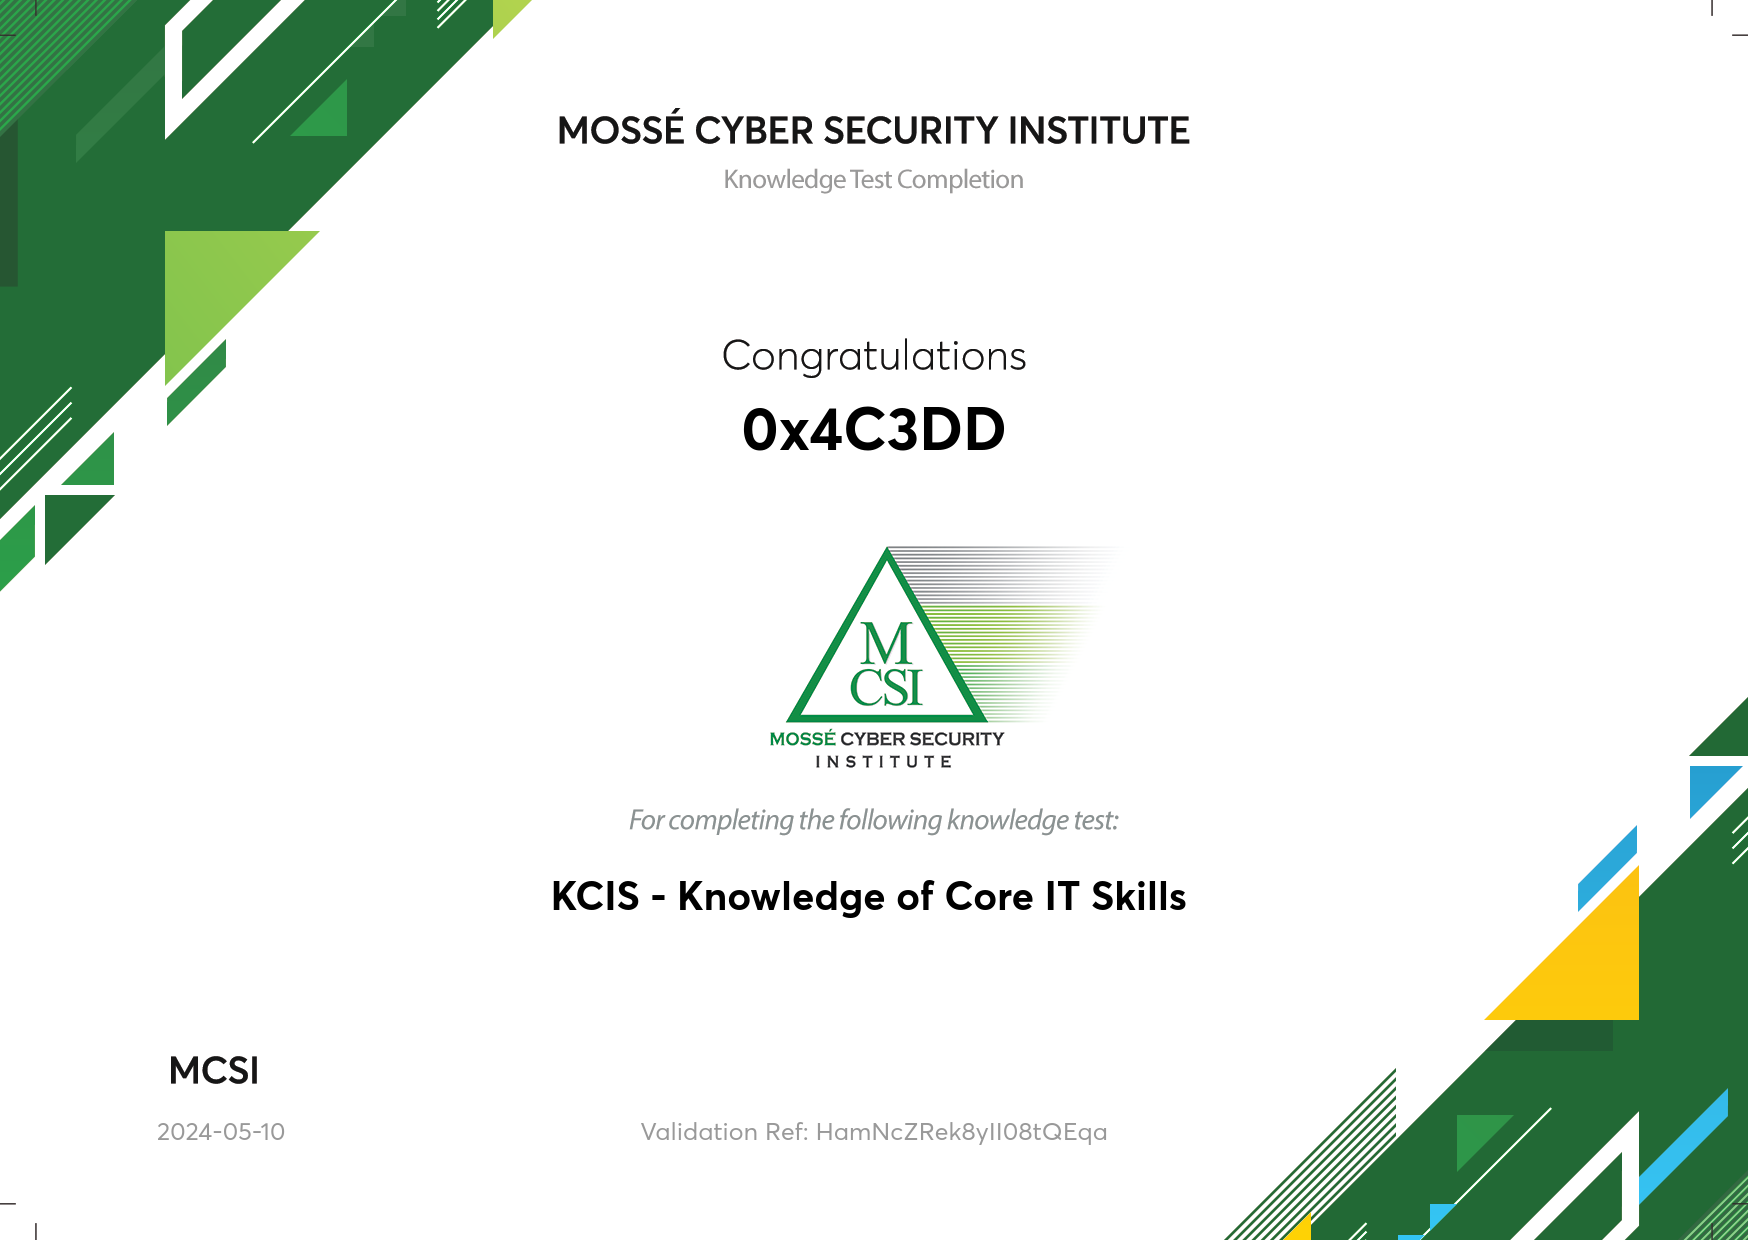 MOSSÉ CYBER SECURITY INSTITUTE
Knowledge Test Completion
Congratulations
0x4C3DD
M
CSI
MOSSÉ CYBER SECURITY
INSTITUTE
For completing the following knowledge test:
KCIS - Knowledge of Core IT Skills
MCSI
2024-05-10
Validation Ref: HamNcZRek8yII08tQEqa